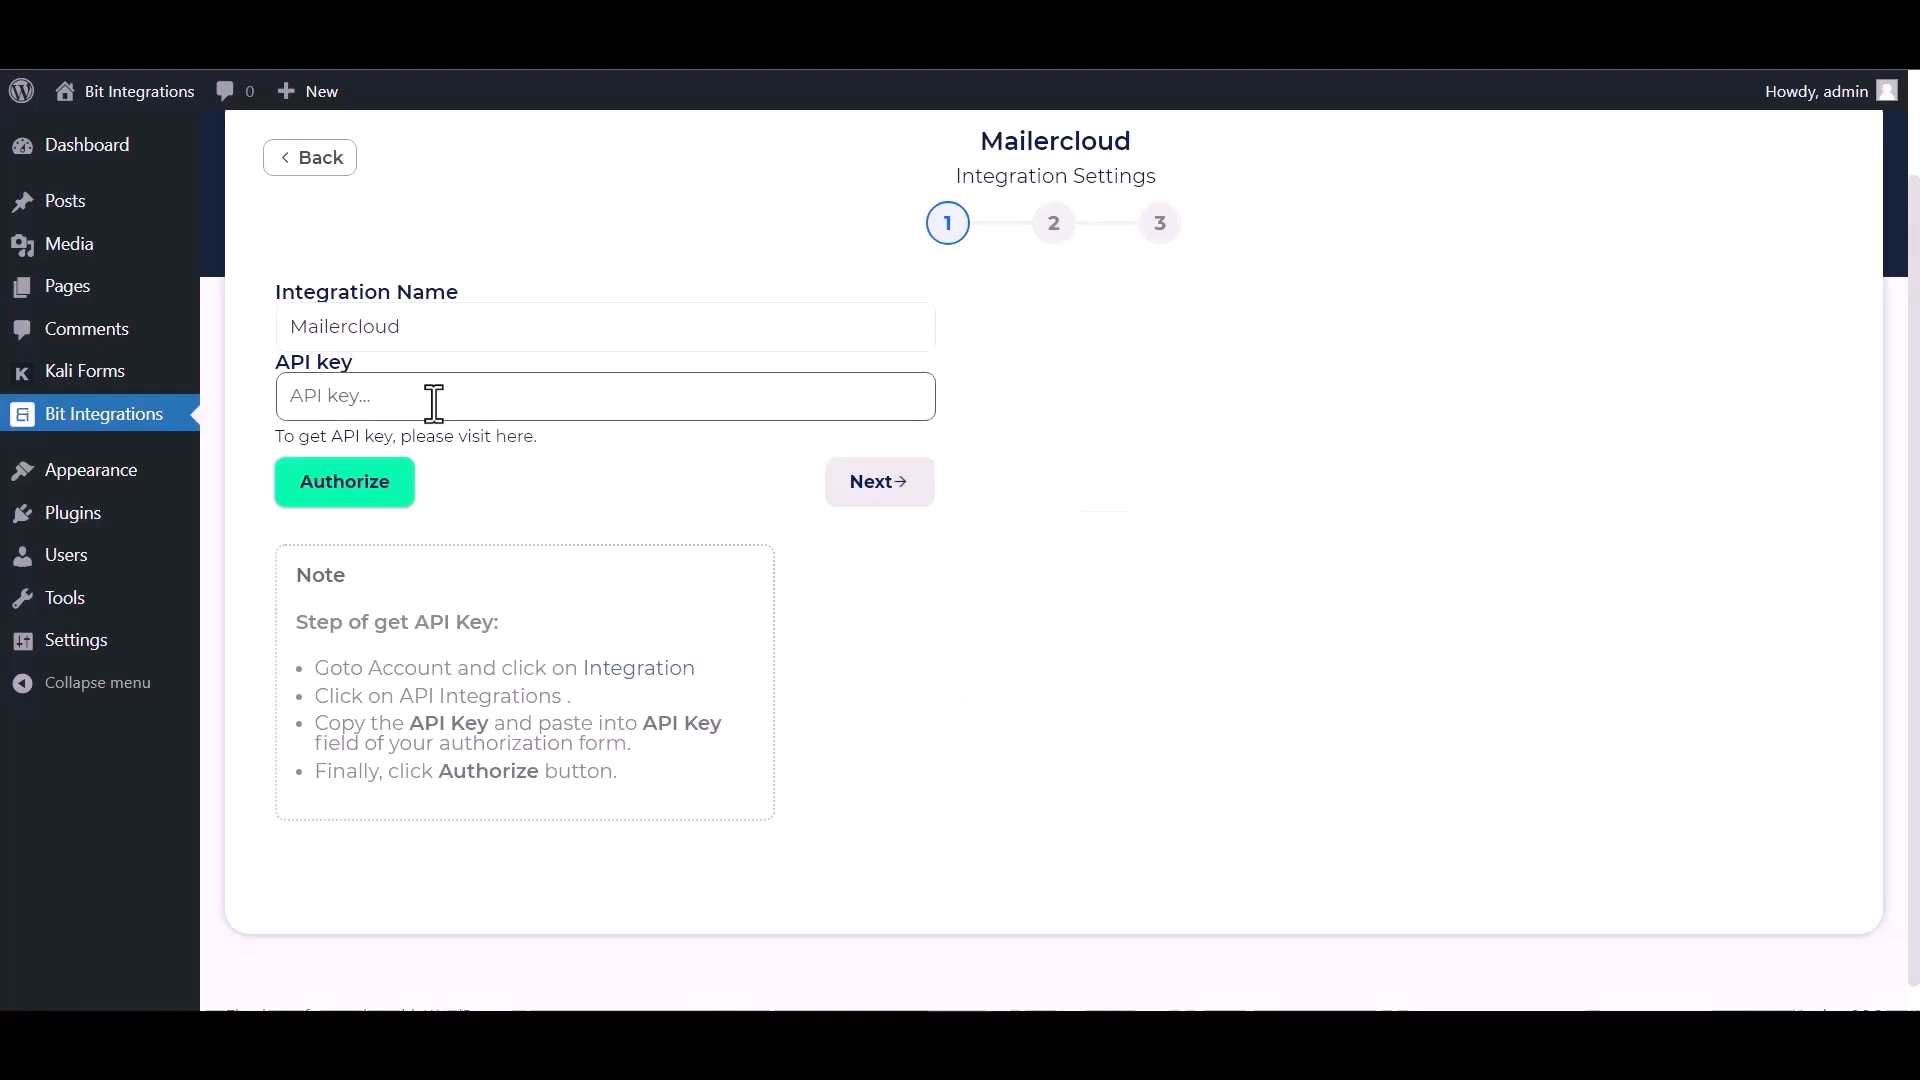 Bit Integrations 0 New Howdy, admin
Dashboard
Posts
Media
Pages
Comments
Kali Forms
Bit Integrations
Appearance
Plugins
Users
Tools
Settings
Collapse menu
Back
Mailercloud
Integration Settings
1 2 3
Integration Name
Mailercloud
API key
API key...
To get API key, please visit here.
Authorize
Next
Note
Step of get API Key:
Goto Account and click on Integration
Click on API Integrations .
Copy the API Key and paste into API Key
field of your authorization form.
Finally, click Authorize button.